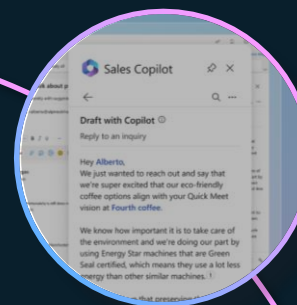 Sales Copilot
Draft with Copilot
Reply to an inquiry
Hey Alberto,
We just wanted to reach out and say that
we're super excited that our eco-friendly
coffee options align with your Quick Meet
vision at Fourth coffee.
We know how important it is to take care of
the environment and we're doing our part by
using Energy Star machines that are Green
Seal certified, which means they use a lot less
energy than other similar machines. 1
that preserving